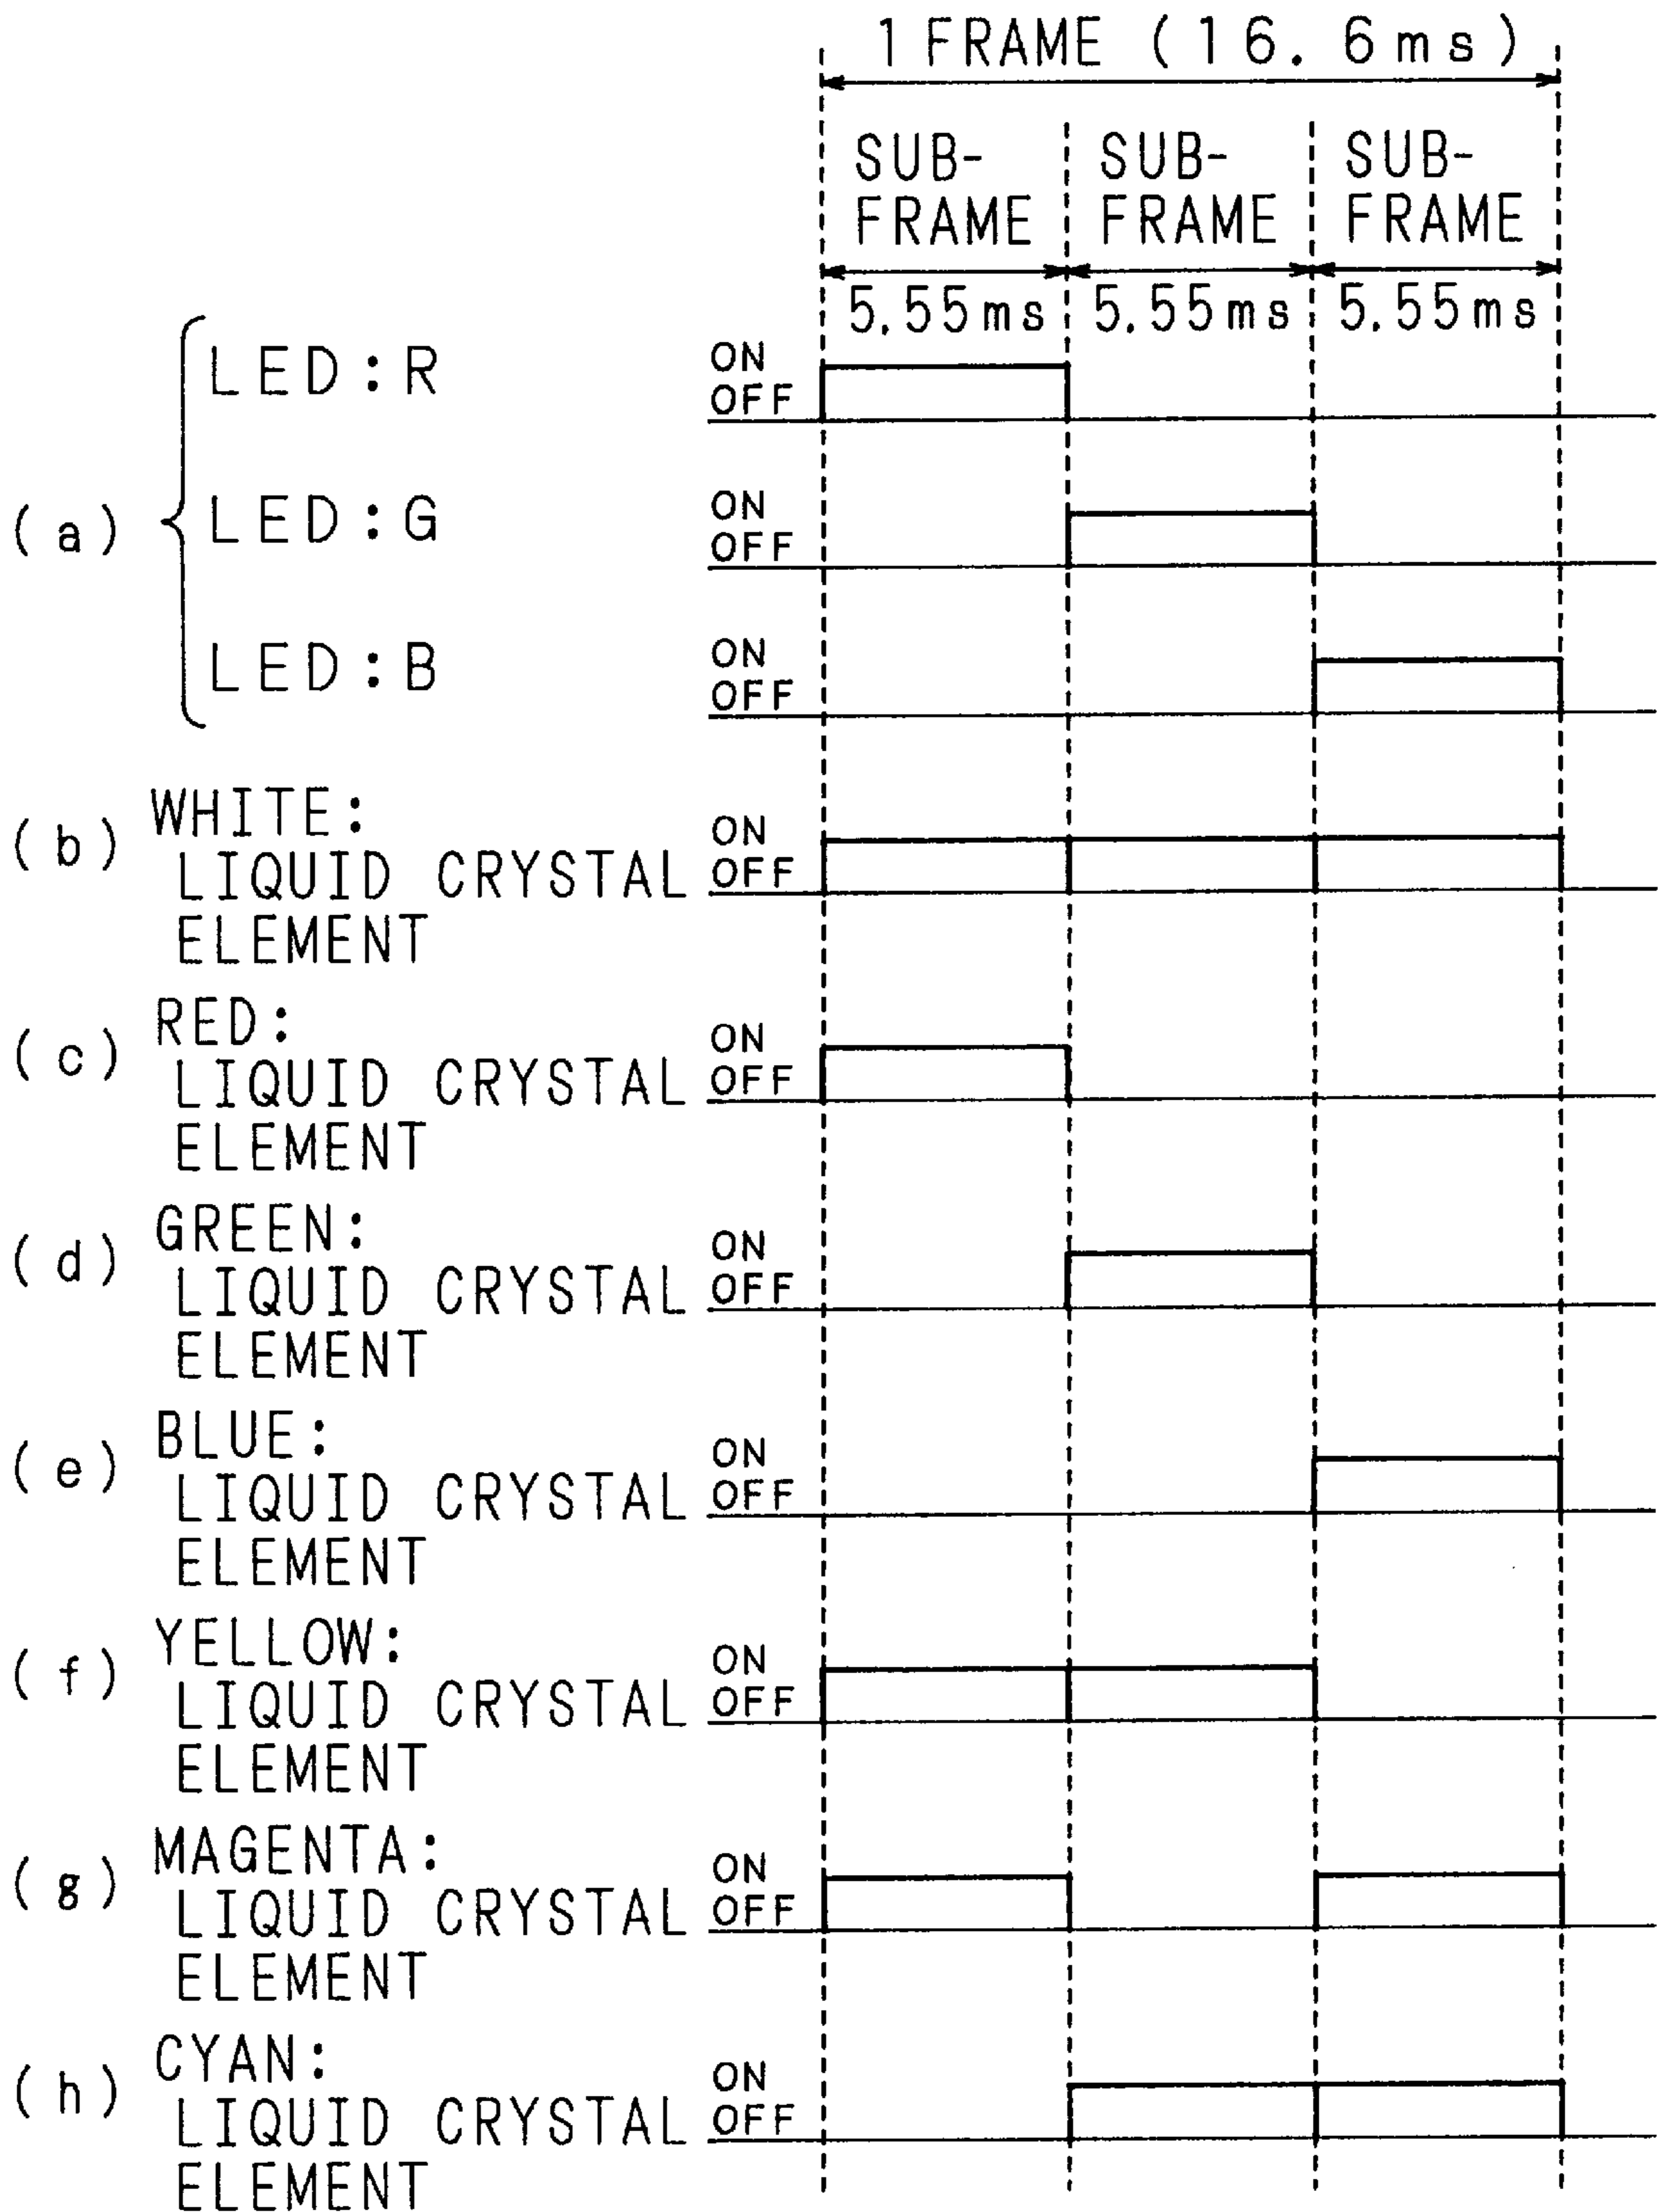 1 FRAME (16.6ms)
SUB- SUB- SUB-
FRAME FRAME FRAME
5.55ms 5.55ms 5.55ms
LED:R ON
OFF
(a) LED:G ON
OFF
LED:B ON
OFF
(b) WHITE:
LIQUID CRYSTAL
ELEMENT
ON
OFF
(c) RED:
LIQUID CRYSTAL
ELEMENT
ON
OFF
(d) GREEN:
LIQUID CRYSTAL
ELEMENT
ON
OFF
(e) BLUE:
LIQUID CRYSTAL
ELEMENT
ON
OFF
(f) YELLOW:
LIQUID CRYSTAL
ELEMENT
ON
OFF
(g) MAGENTA:
LIQUID CRYSTAL
ELEMENT
ON
OFF
(h) CYAN:
LIQUID CRYSTAL
ELEMENT
ON
OFF